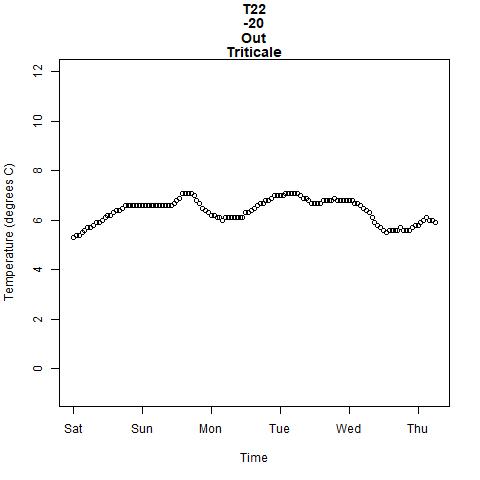 T22
-20
Out
Triticale
12
10
8
6
4
2
0
Temperature (degrees C)
Sat Sun Mon Tue Wed Thu
Time